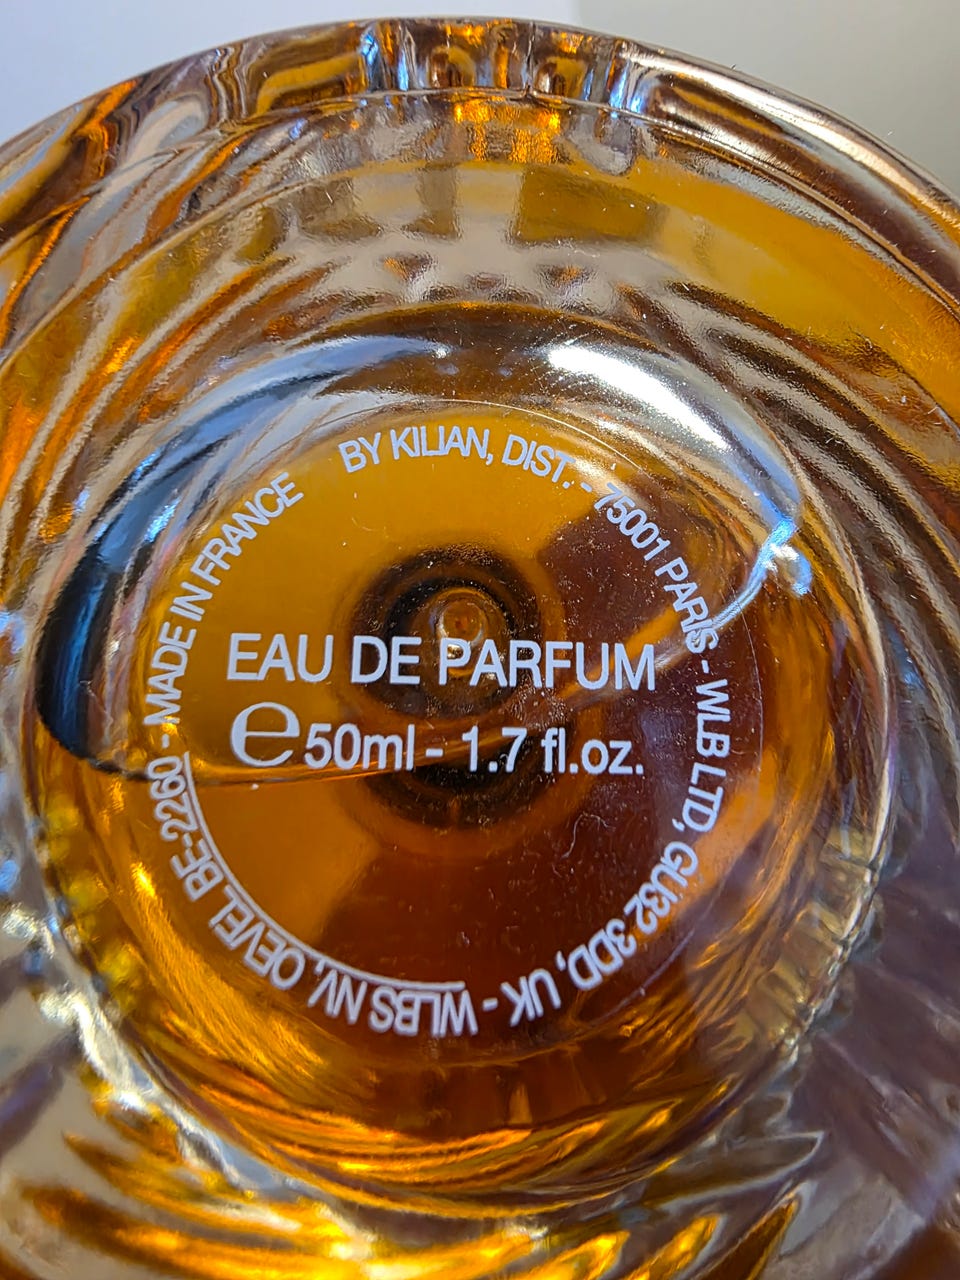 BY KILIAN, DIST. - 75001 PARIS - WLB LTD, GU32 3DD, UK - WLBS NV, OEVEL BE-2260 - MADE IN FRANCE
EAU DE PARFUM
℮50ml - 1.7 fl.oz.